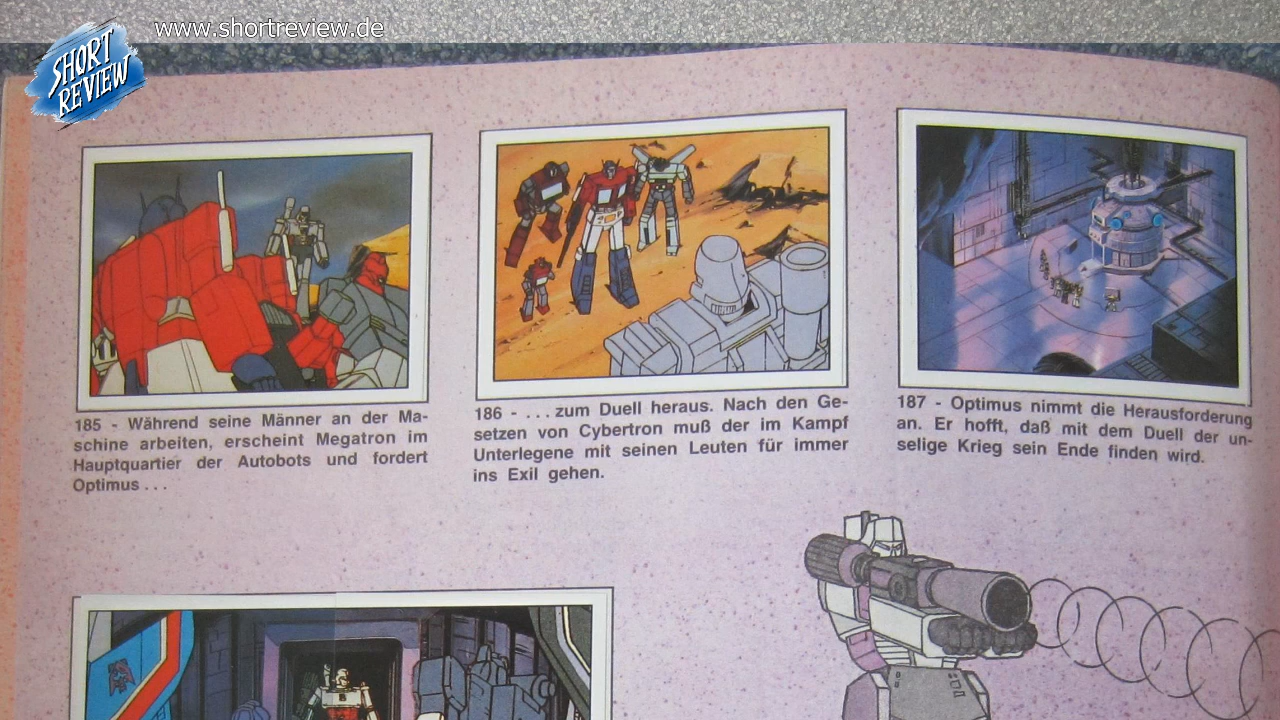 www.shortreview.de
SHORT
REVIEW
185 - Während seine Männer an der Ma-
schine arbeiten, erscheint Megatron im
Hauptquartier der Autobots und fordert
Optimus . . .
186 - . . . zum Duell heraus. Nach den Ge-
setzen von Cybertron muß der im Kampf
Unterlegene mit seinen Leuten für immer
ins Exil gehen.
187 - Optimus nimmt die Herausforderung
an. Er hofft, daß mit dem Duell der un-
selige Krieg sein Ende finden wird.